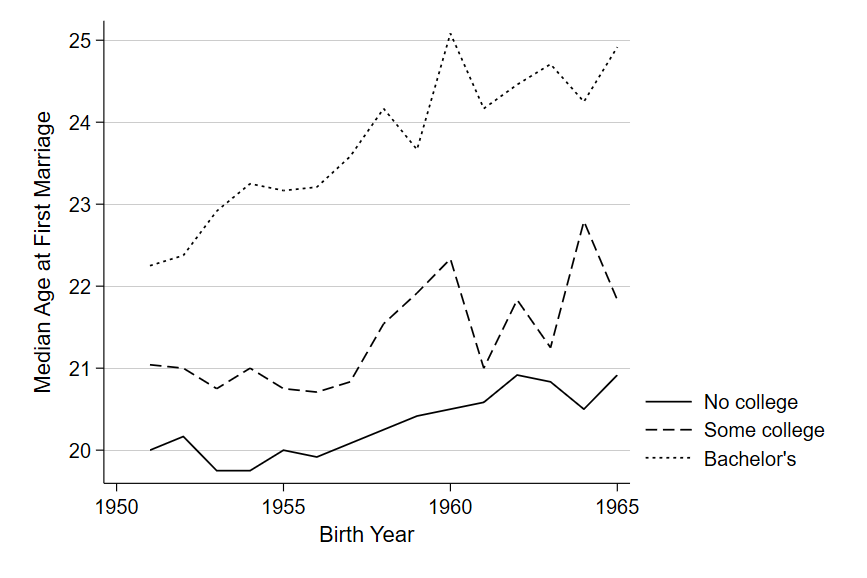 Median Age at First Marriage
25
24
23
22
21
20
1950
1955
1960
1965
Birth Year
No college
Some college
Bachelor's